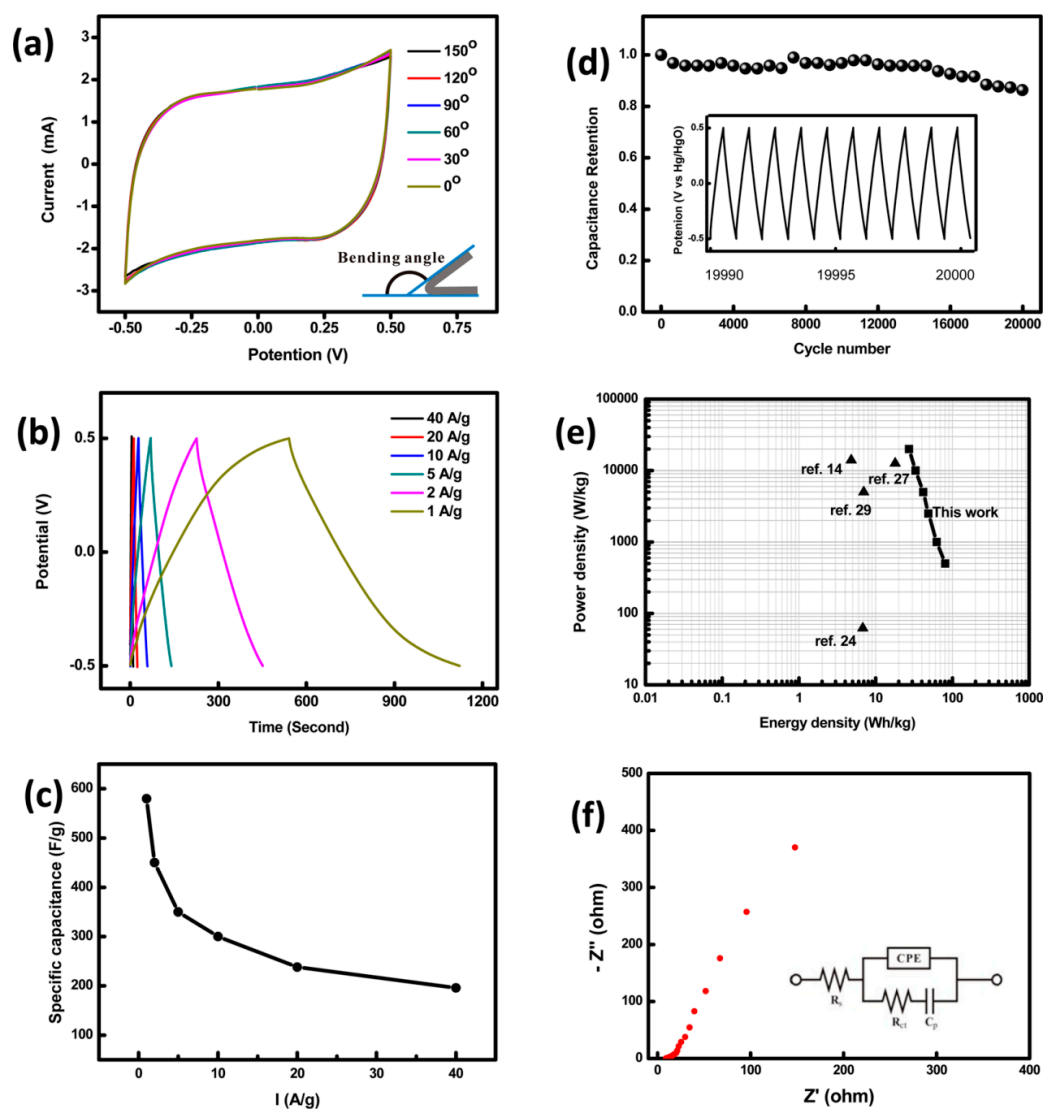 (a)
Current (mA)
3
2
1
0
-1
-2
-3
150o
120o
90o
60o
30o
0o
Bending angle
-0.50
-0.25
0.00
0.25
0.50
0.75
Potention (V)
(d)
Capacitance Retention
1.0
0.8
0.6
0.4
0.2
0.0
Potenion (V vs Hg/HgO)
0.5
0.0
-0.5
19990
19995
20000
0
4000
8000
12000
16000
20000
Cycle number
(b)
Potential (V)
0.5
0.0
-0.5
40 A/g
20 A/g
10 A/g
5 A/g
2 A/g
1 A/g
0
300
600
900
1200
Time (Second)
(e)
Power density (W/kg)
100000
10000
1000
100
10
ref. 14
ref. 27
ref. 29
This work
ref. 24
0.01
0.1
1
10
100
1000
Energy density (Wh/kg)
(c)
Specific capacitance (F/g)
600
500
400
300
200
100
0
10
20
30
40
I (A/g)
(f)
- Z" (ohm)
500
400
300
200
100
0
CPE
Rs
Rct
Cp
0
100
200
300
400
Z' (ohm)